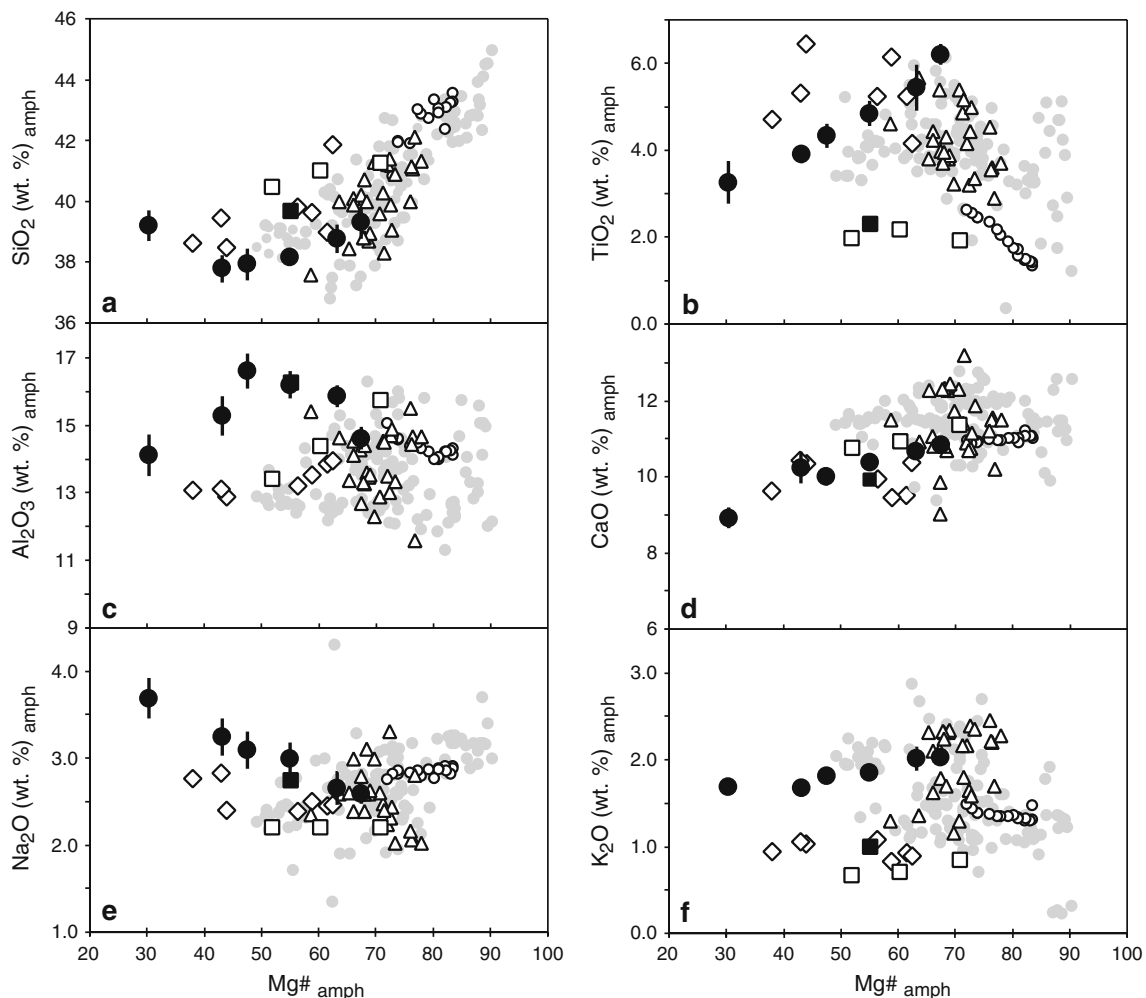 SiO2 (wt. %) amph
46
44
42
40
38
36
a
TiO2 (wt. %) amph
6.0
4.0
2.0
0.0
b
Al2O3 (wt. %) amph
17
15
13
11
9
c
CaO (wt. %) amph
12
10
8
6
d
Na2O (wt. %) amph
4.0
3.0
2.0
1.0
e
K2O (wt. %) amph
3.0
2.0
1.0
0.0
f
20 30 40 50 60 70 80 90 100
Mg# amph
20 30 40 50 60 70 80 90 100
Mg# amph